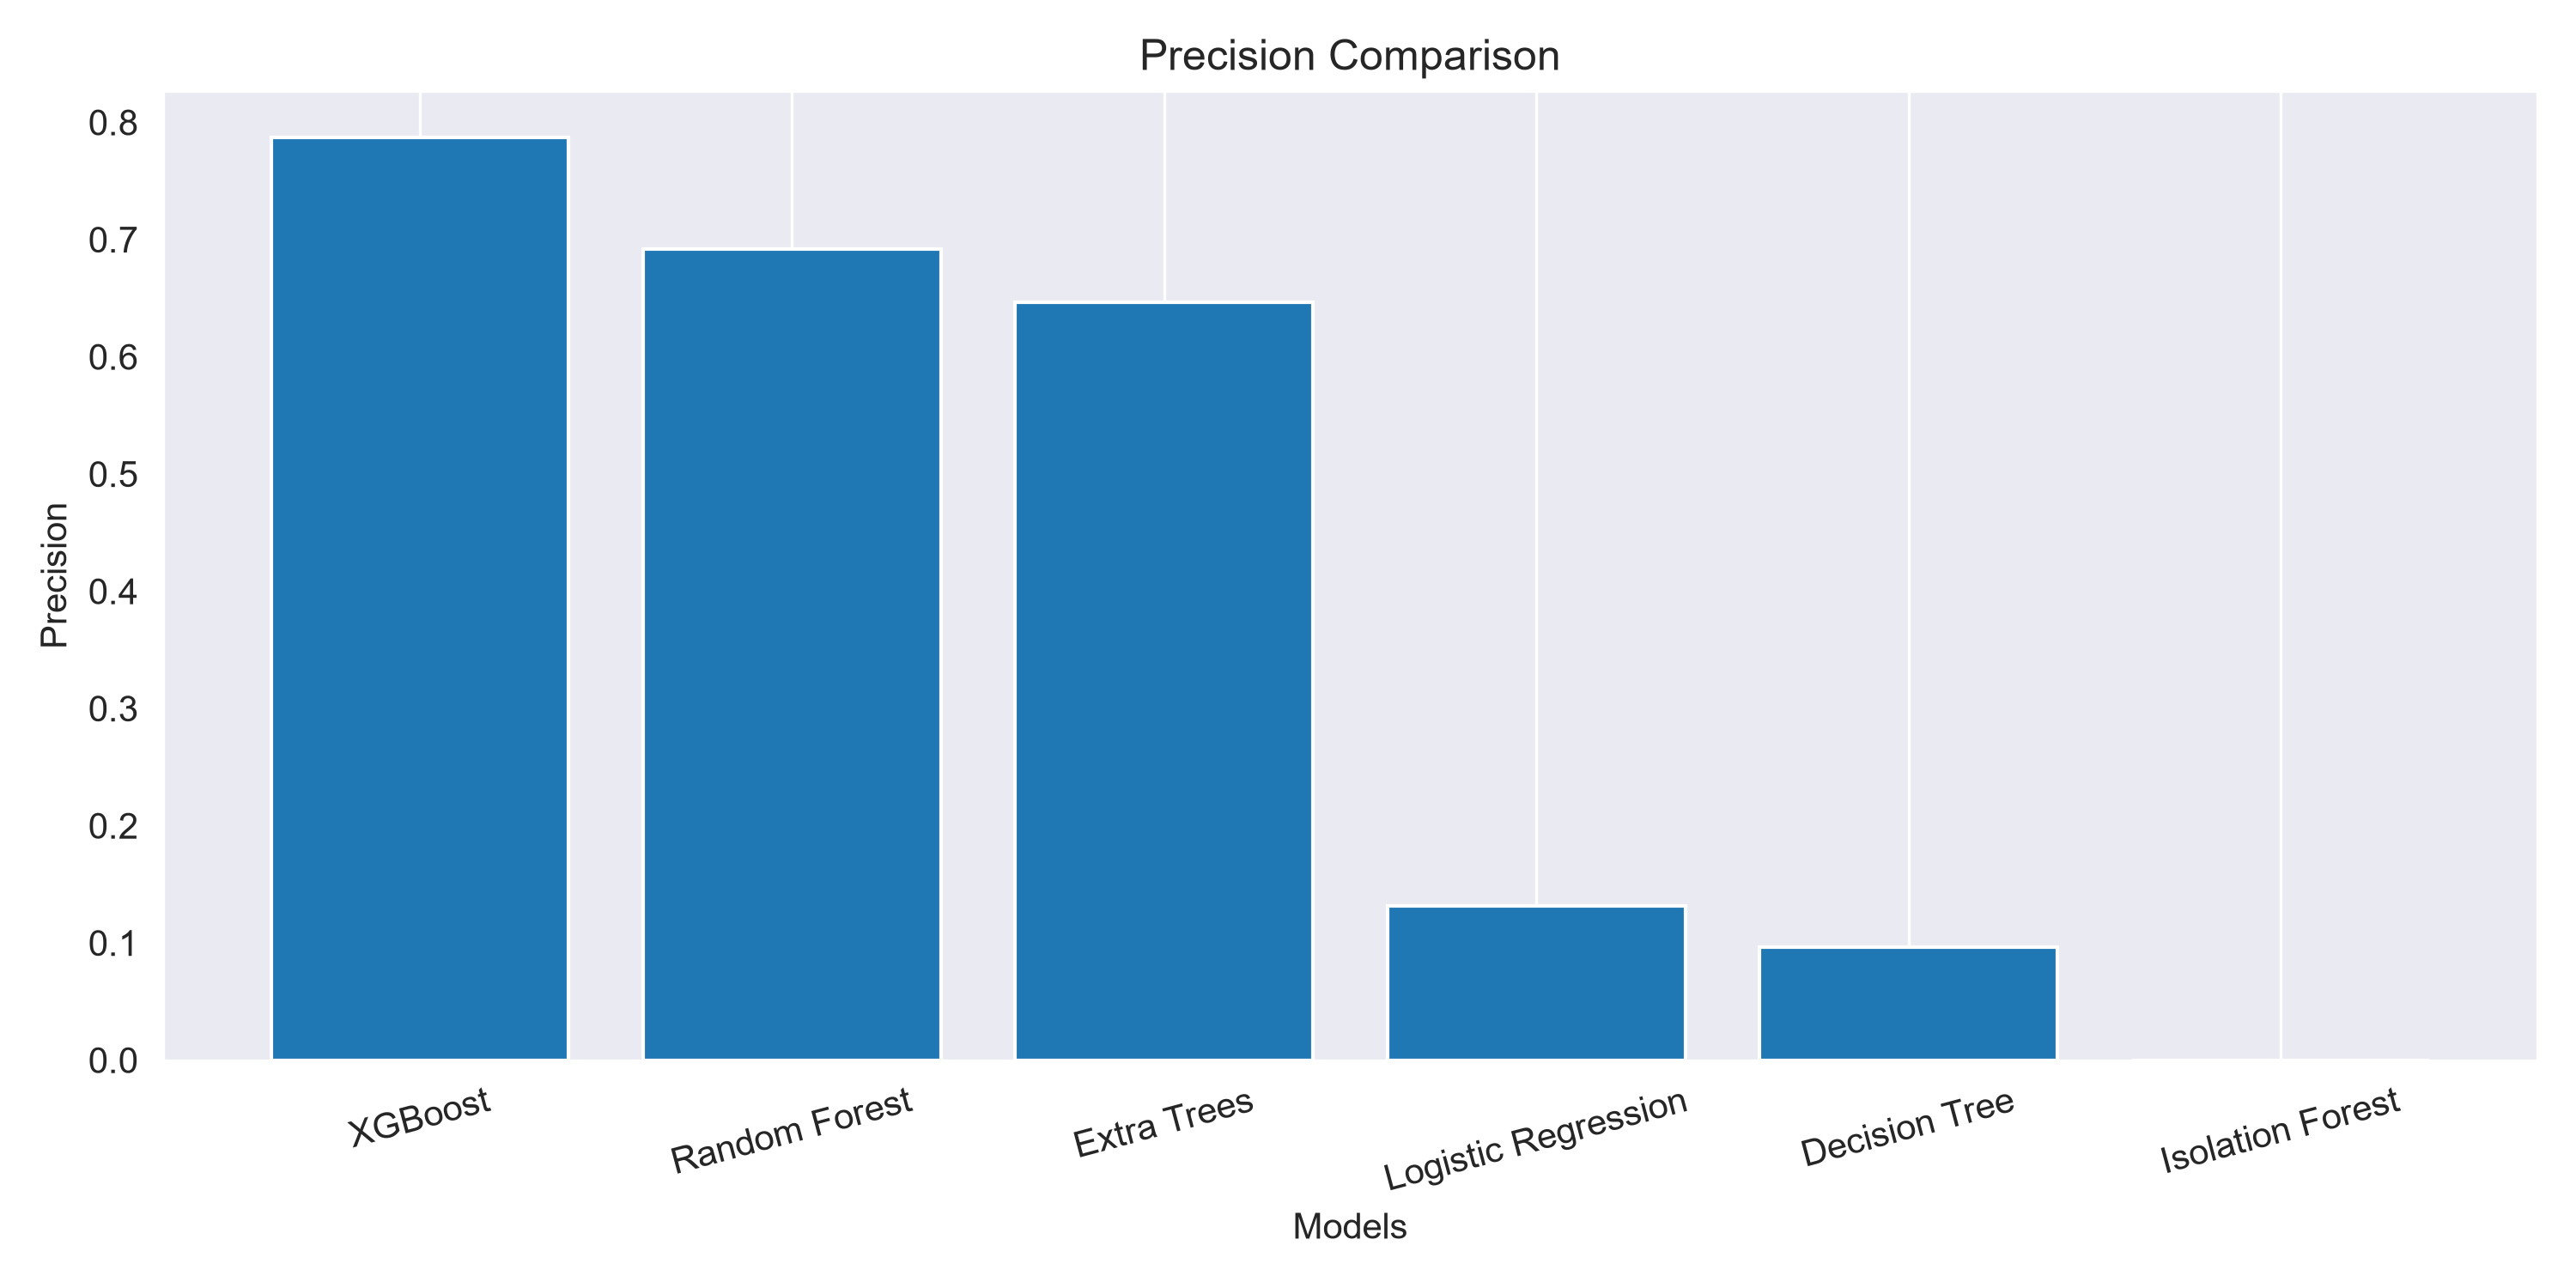 Precision Comparison
0.8
0.7
0.6
0.5
0.4
0.3
0.2
0.1
0.0
Precision
XGBoost
Random Forest
Extra Trees
Logistic Regression
Decision Tree
Isolation Forest
Models